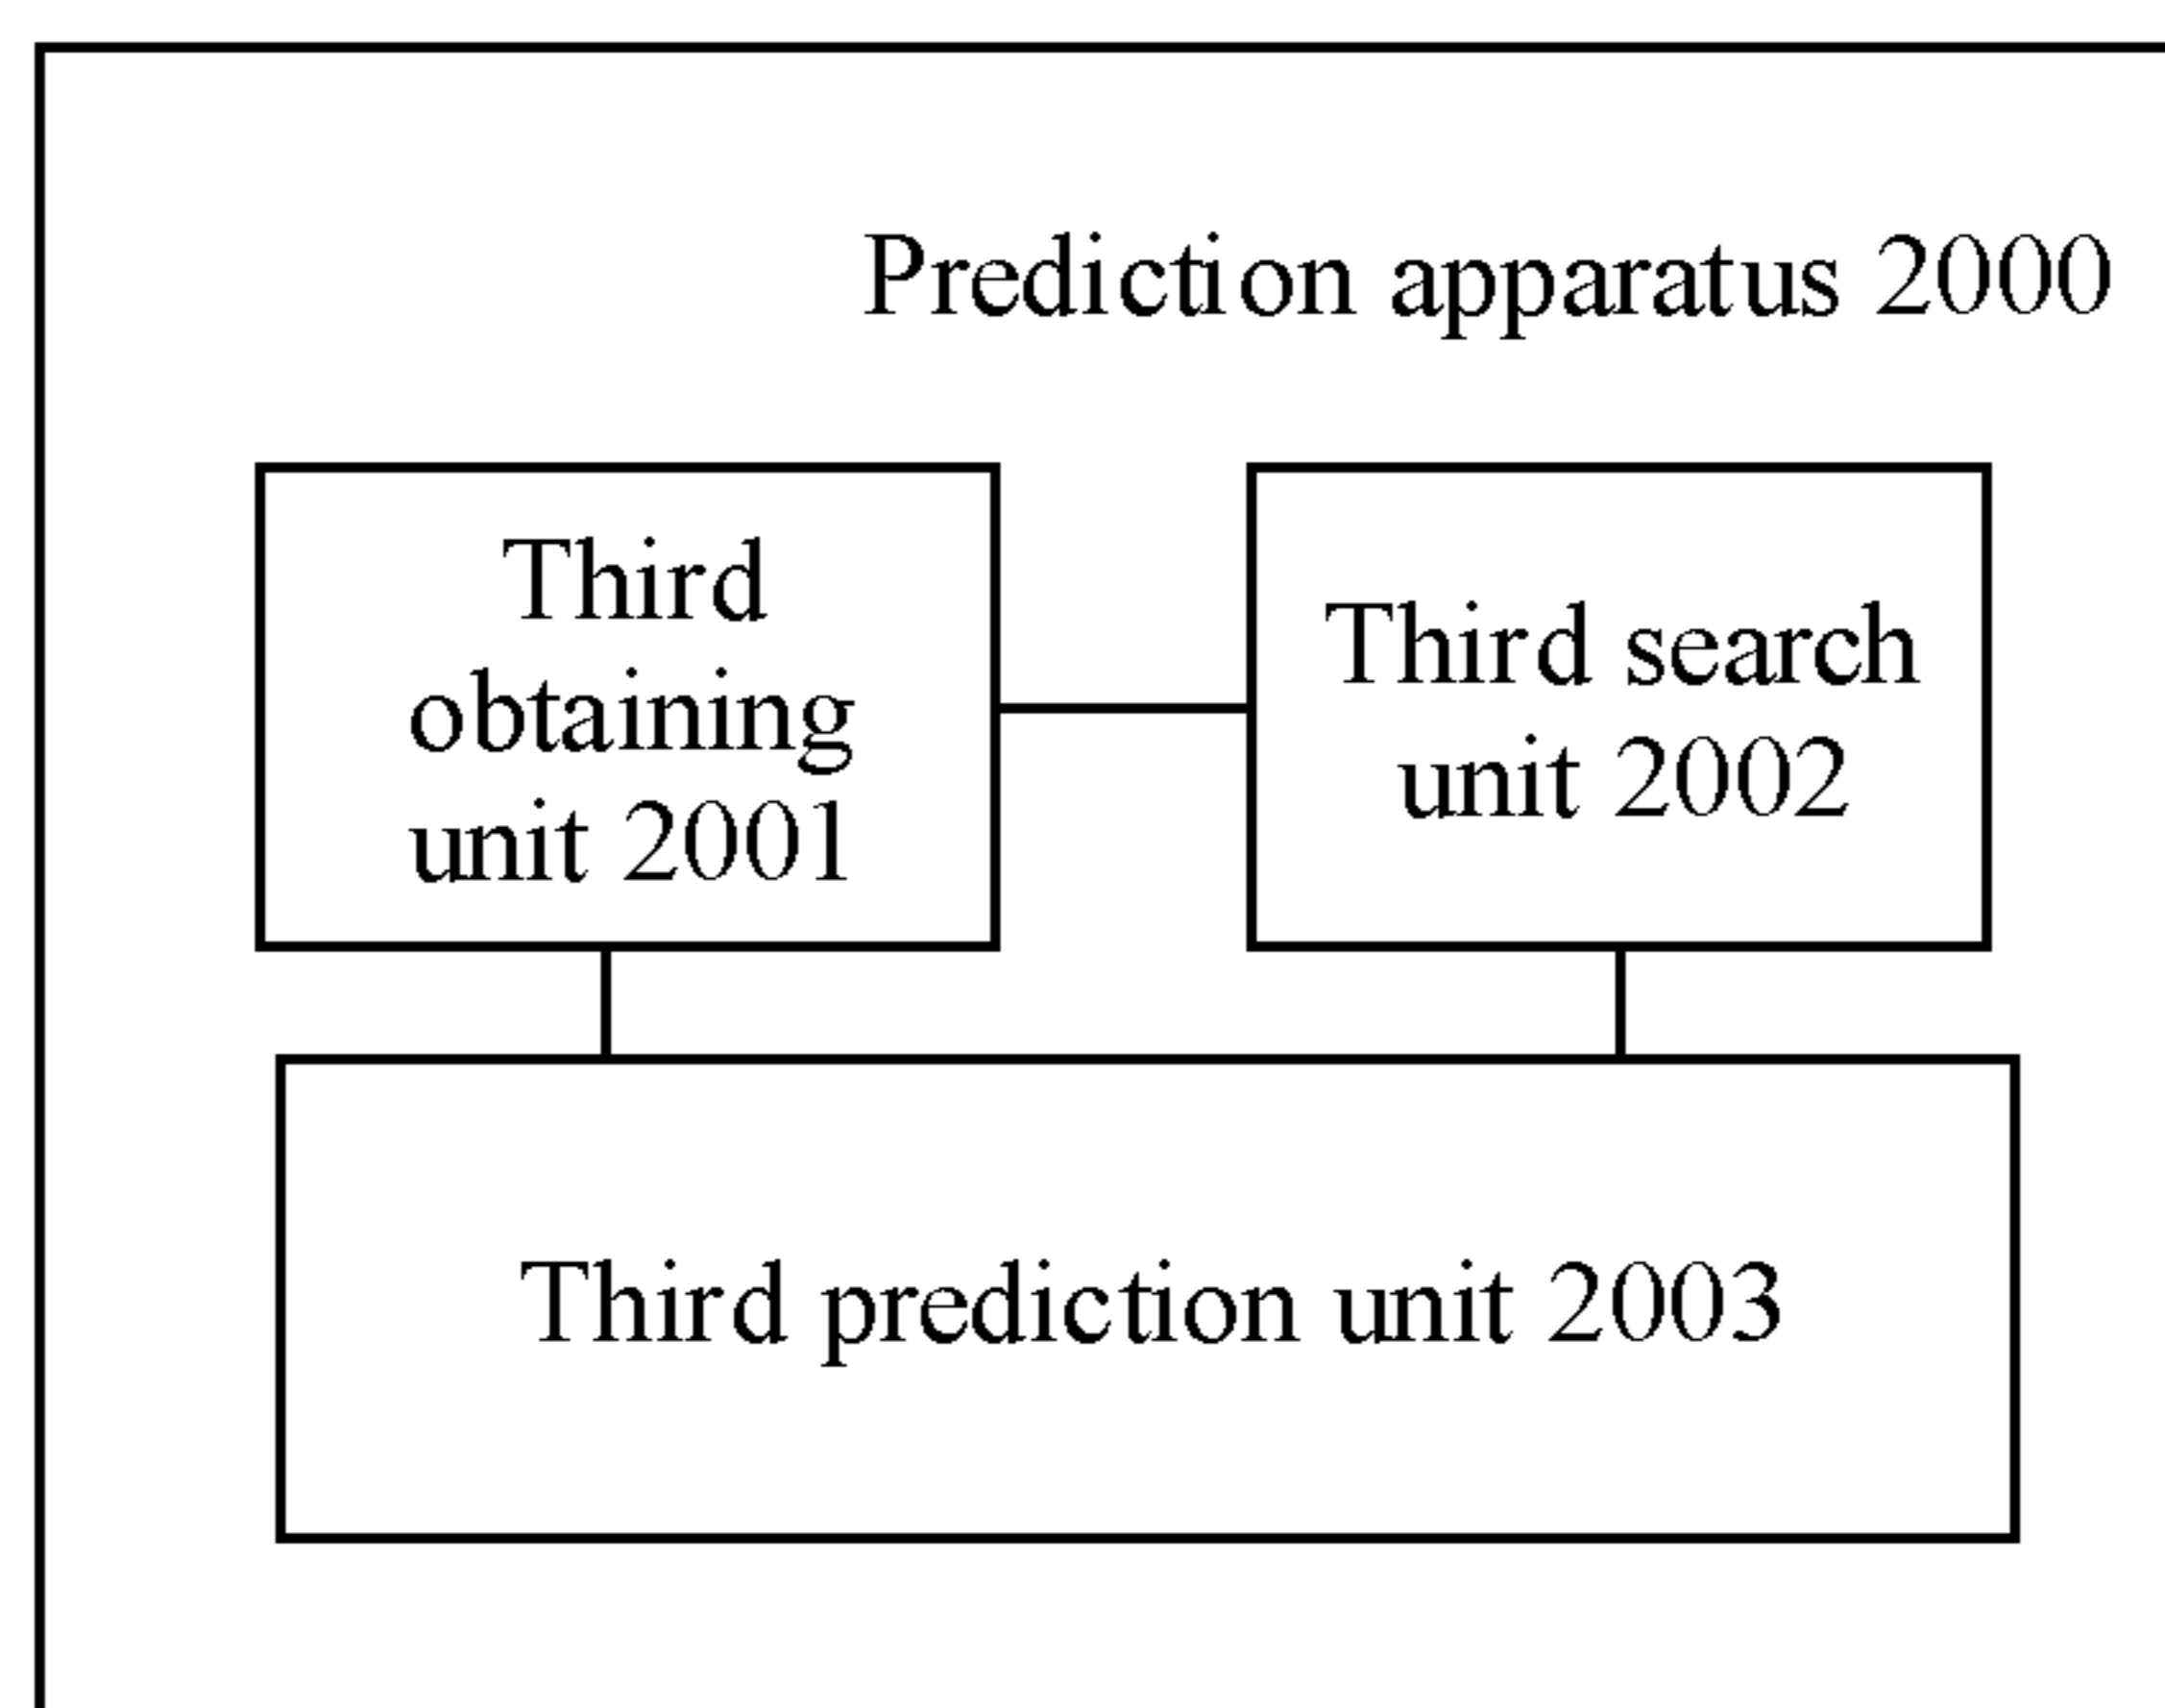 Prediction apparatus 2000
Third
obtaining
unit 2001
Third search
unit 2002
Third prediction unit 2003